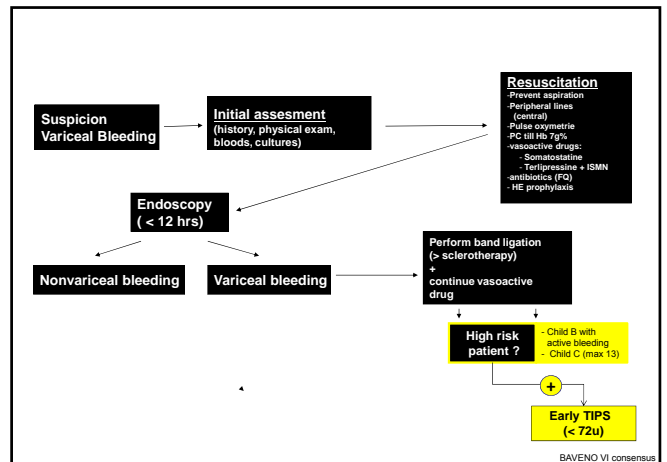 Suspicion
Variceal Bleeding
Initial assesment
(history, physical exam,
bloods, cultures)
Resuscitation
-Prevent aspiration
-Peripheral lines
(central)
-Pulse oxymetrie
-PC till Hb 7g%
-vasoactive drugs:
- Somatostatine
- Terlipressine + ISMN
-antibiotics (FQ)
- HE prophylaxis
Endoscopy
( < 12 hrs)
Nonvariceal bleeding
Variceal bleeding
Perform band ligation
(> sclerotherapy)
+
continue vasoactive
drug
High risk
patient ?
- Child B with
active bleeding
- Child C (max 13)
+
Early TIPS
(< 72u)
BAVENO VI consensus